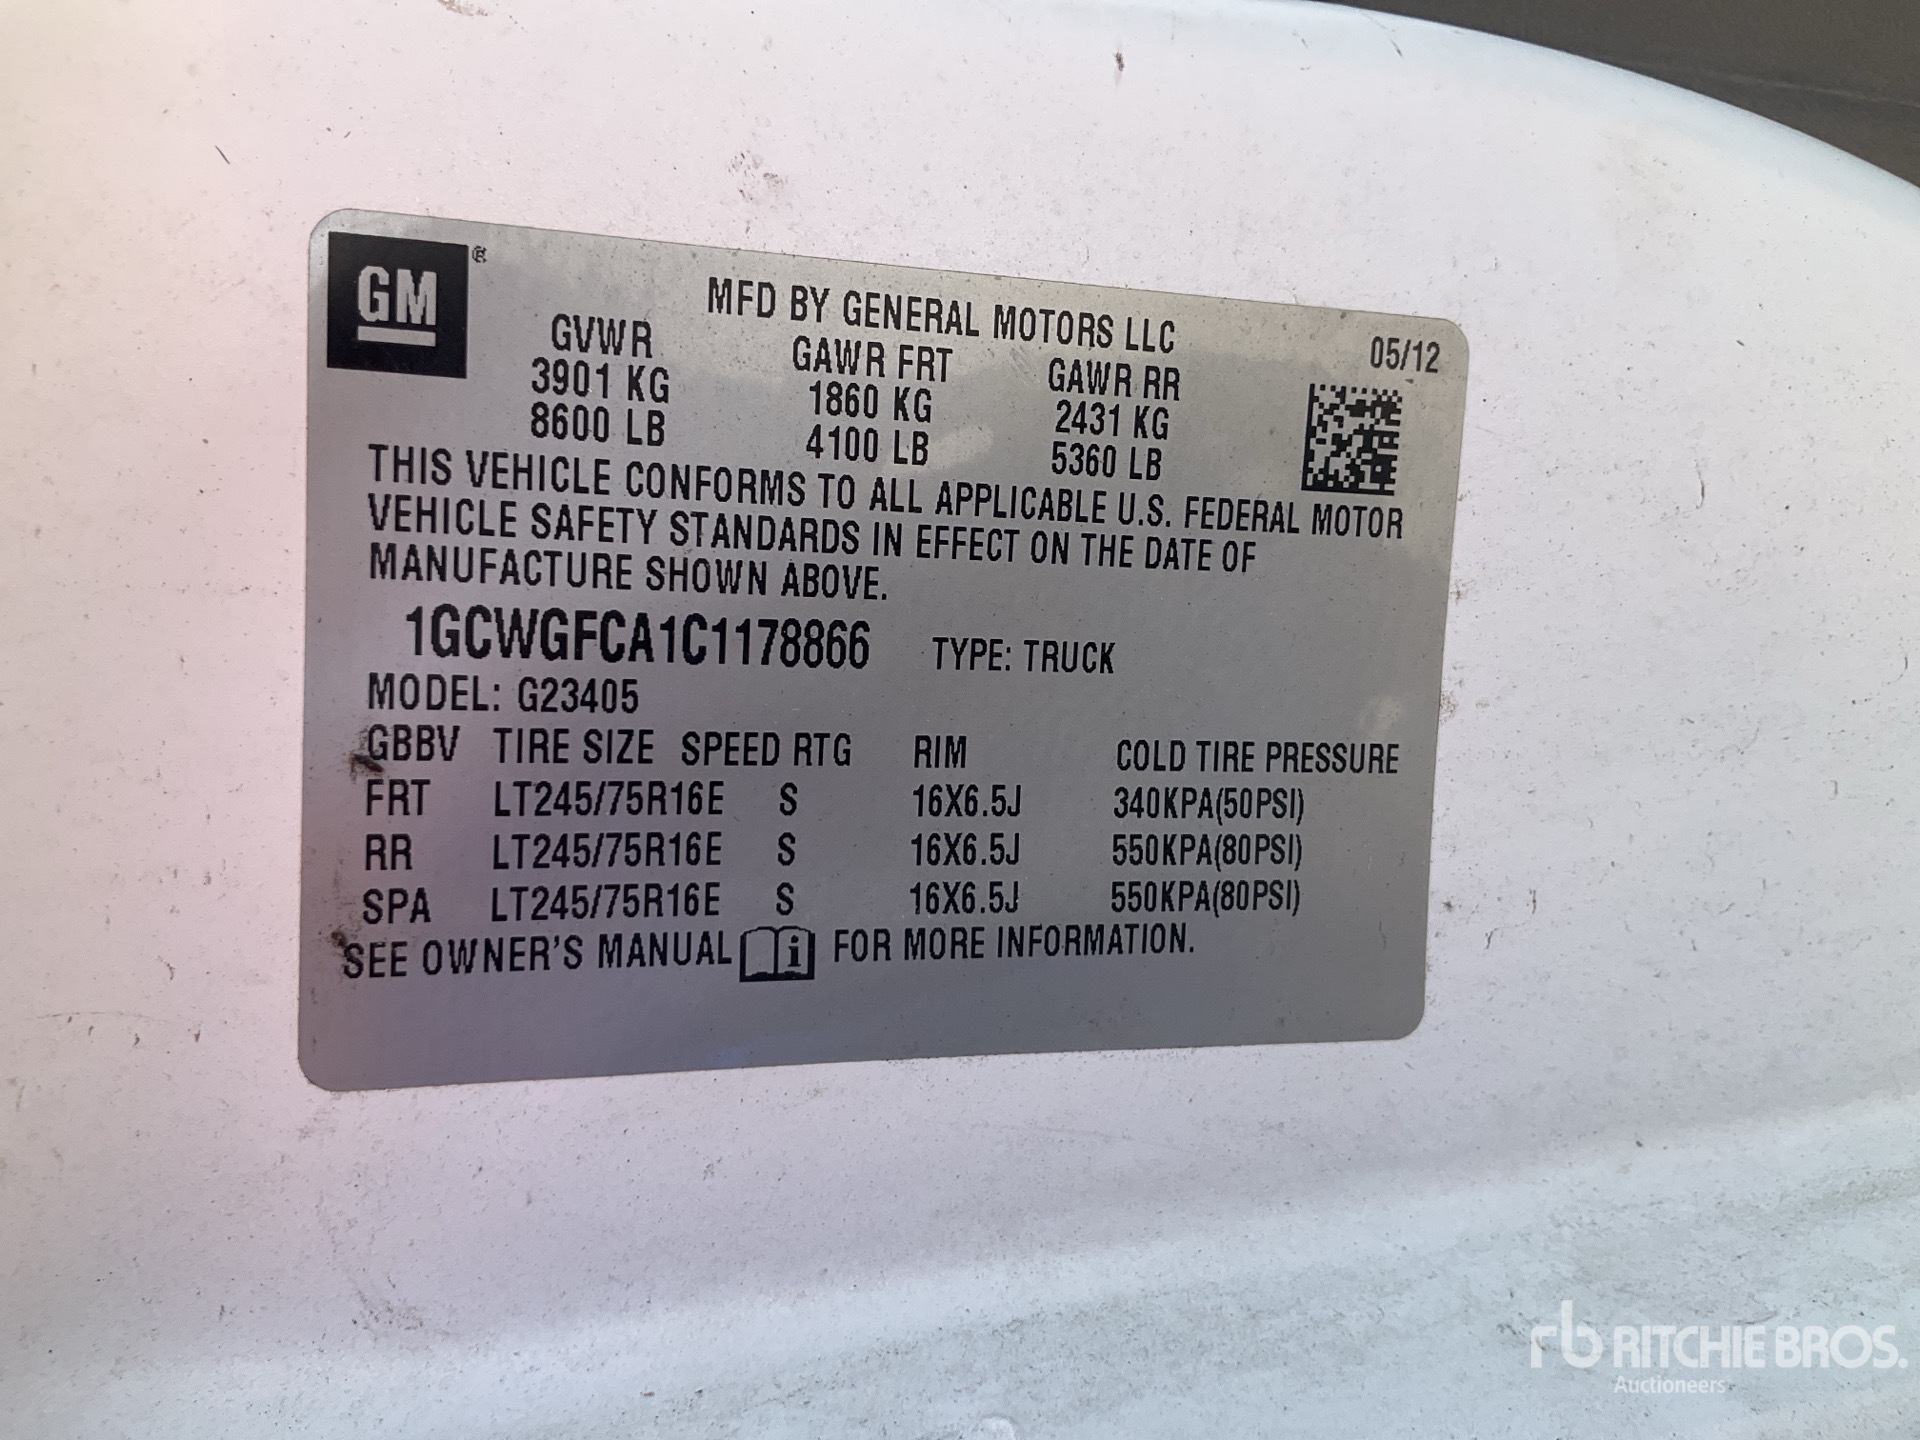 GM ®
MFD BY GENERAL MOTORS LLC 05/12
GVWR GAWR FRT GAWR RR
3901 KG 1860 KG 2431 KG
8600 LB 4100 LB 5360 LB
THIS VEHICLE CONFORMS TO ALL APPLICABLE U.S. FEDERAL MOTOR
VEHICLE SAFETY STANDARDS IN EFFECT ON THE DATE OF
MANUFACTURE SHOWN ABOVE.
1GCWGFCA1C1178866 TYPE: TRUCK
MODEL: G23405
GBBV TIRE SIZE SPEED RTG RIM COLD TIRE PRESSURE
FRT LT245/75R16E S 16X6.5J 340KPA(50PSI)
RR LT245/75R16E S 16X6.5J 550KPA(80PSI)
SPA LT245/75R16E S 16X6.5J 550KPA(80PSI)
SEE OWNER'S MANUAL i FOR MORE INFORMATION.
rb RITCHIE BROS.
Auctioneers